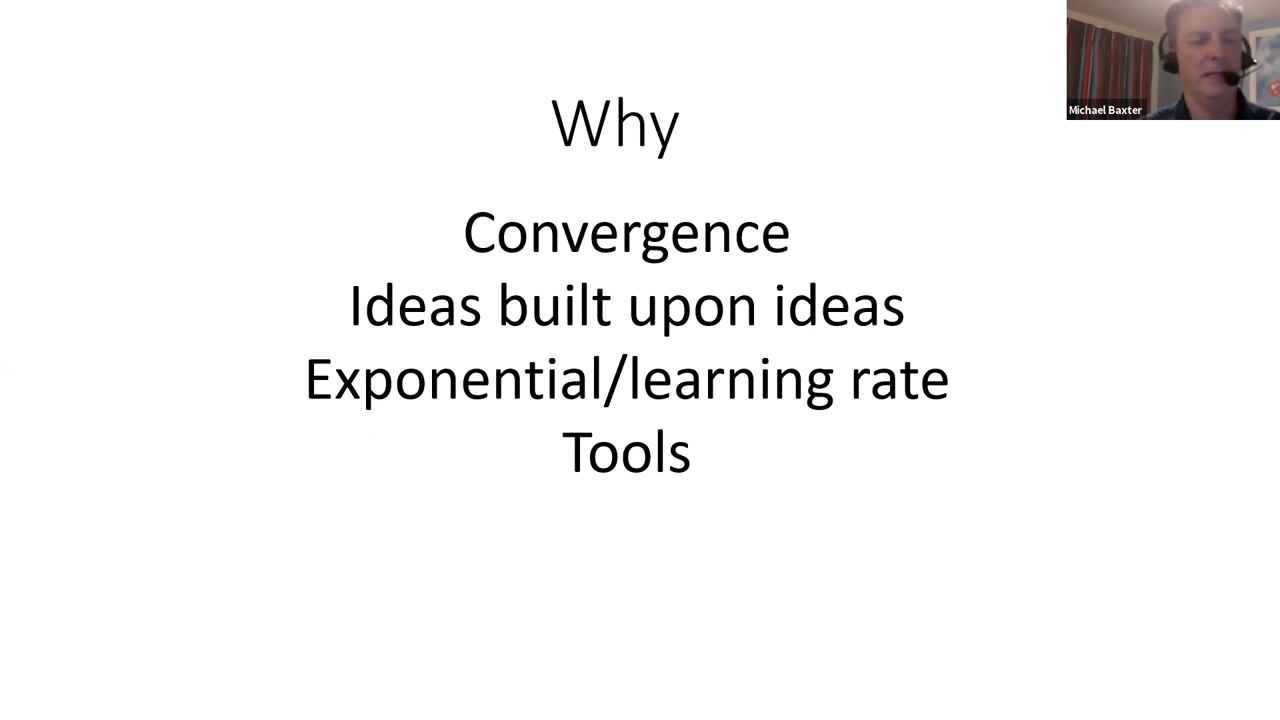 Michael Baxter
Why
Convergence
Ideas built upon ideas
Exponential/learning rate
Tools